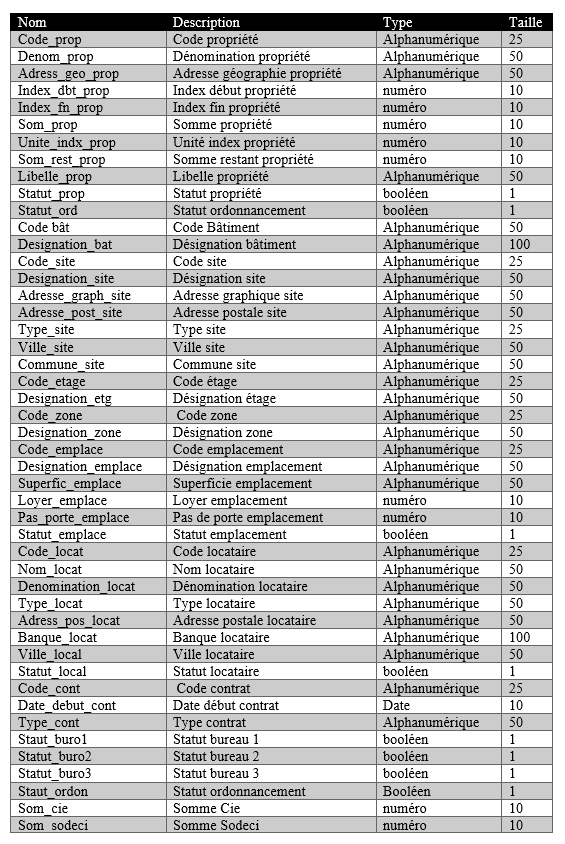 Nom Description Type Taille
Code_prop Code propriété Alphanumérique 25
Denom_prop Dénomination propriété Alphanumérique 50
Adress_geo_prop Adresse géographie propriété Alphanumérique 50
Index_dbt_prop Index début propriété numéro 10
Index_fn_prop Index fin propriété numéro 10
Som_prop Somme propriété numéro 10
Unite_indx_prop Unité index propriété numéro 10
Som_rest_prop Somme restant propriété numéro 10
Libelle_prop Libelle propriété Alphanumérique 50
Statut_prop Statut propriété booléen 1
Statut_ord Statut ordonnancement booléen 1
Code bât Code Bâtiment Alphanumérique 50
Designation_bat Désignation bâtiment Alphanumérique 100
Code_site Code site Alphanumérique 25
Designation_site Désignation site Alphanumérique 50
Adresse_graph_site Adresse graphique site Alphanumérique 50
Adresse_post_site Adresse postale site Alphanumérique 50
Type_site Type site Alphanumérique 25
Ville_site Ville site Alphanumérique 50
Commune_site Commune site Alphanumérique 50
Code_etage Code étage Alphanumérique 25
Designation_etg Désignation étage Alphanumérique 50
Code_zone Code zone Alphanumérique 25
Designation_zone Désignation zone Alphanumérique 50
Code_emplace Code emplacement Alphanumérique 25
Designation_emplace Désignation emplacement Alphanumérique 50
Superfic_emplace Superficie emplacement Alphanumérique 50
Loyer_emplace Loyer emplacement numéro 10
Pas_porte_emplace Pas de porte emplacement numéro 10
Statut_emplace Statut emplacement booléen 1
Code_locat Code locataire Alphanumérique 25
Nom_locat Nom locataire Alphanumérique 50
Denomination_locat Dénomination locataire Alphanumérique 50
Type_locat Type locataire Alphanumérique 50
Adress_pos_locat Adresse postale locataire Alphanumérique 50
Banque_locat Banque locataire Alphanumérique 100
Ville_local Ville locataire Alphanumérique 50
Statut_local Statut locataire booléen 1
Code_cont Code contrat Alphanumérique 25
Date_debut_cont Date début contrat Date 10
Type_cont Type contrat Alphanumérique 50
Staut_buro1 Statut bureau 1 booléen 1
Statut_buro2 Statut bureau 2 booléen 1
Statut_buro3 Statut bureau 3 booléen 1
Staut_ordon Statut ordonnancement Booléen 1
Som_cie Somme Cie numéro 10
Som_sodeci Somme Sodeci numéro 10